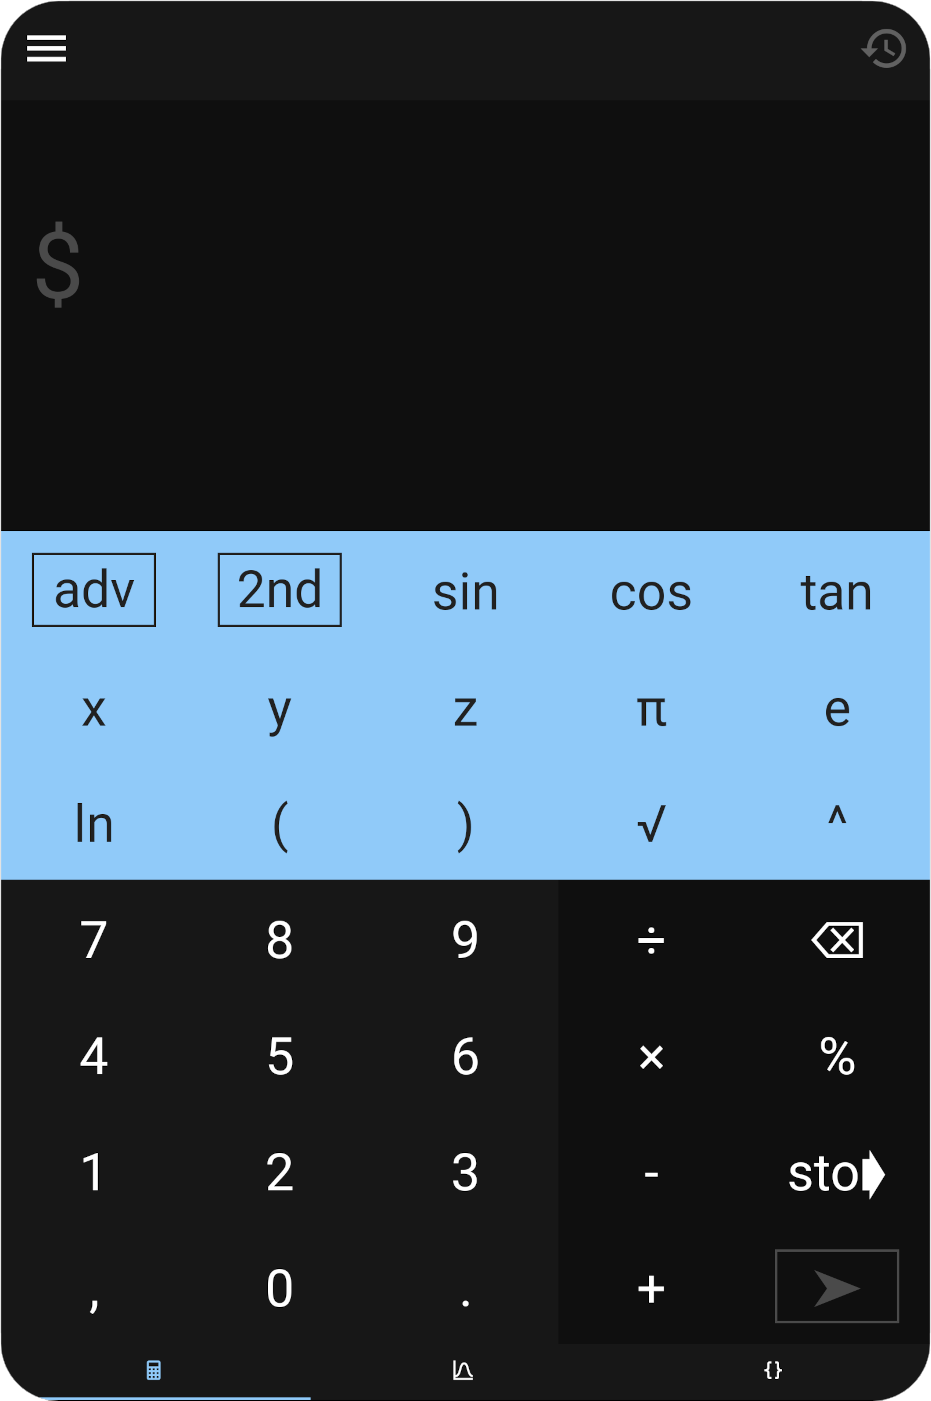 $
adv 2nd sin cos tan
x y z π e
ln ( ) √ ^
7 8 9 ÷
4 5 6 × %
1 2 3 - sto
, 0 . +
{}